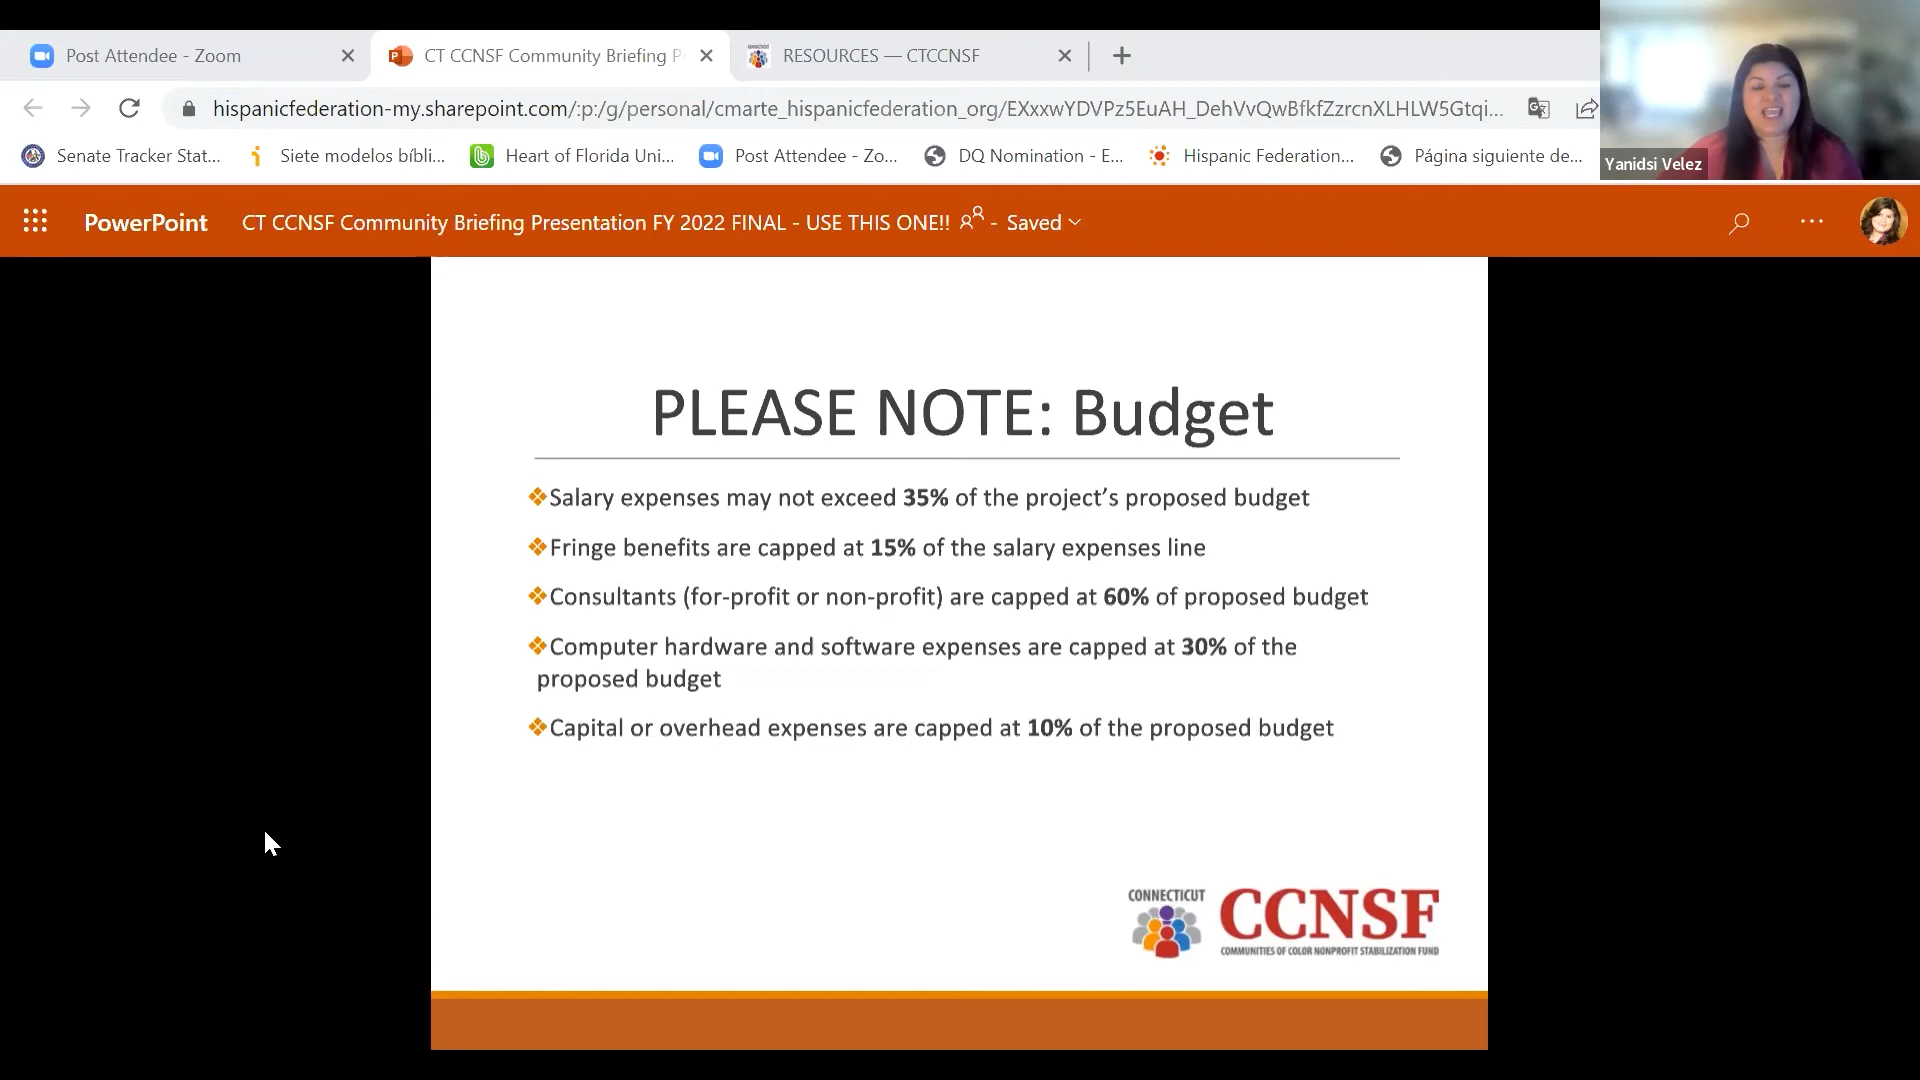 Post Attendee - Zoom
CT CCNSF Community Briefing P
RESOURCES — CTCCNSF
hispanicfederation-my.sharepoint.com/:p:/g/personal/cmarte_hispanicfederation_org/EXxxwYDVPz5EuAH_DehVvQwBfkfZzrcnXLHLW5Gtqi...
Senate Tracker Stat...
Siete modelos bíbli...
Heart of Florida Uni...
Post Attendee - Zo...
DQ Nomination - E...
Hispanic Federation...
Página siguiente de...
Yanidsi Velez
PowerPoint
CT CCNSF Community Briefing Presentation FY 2022 FINAL - USE THIS ONE!! - Saved
PLEASE NOTE: Budget
❖Salary expenses may not exceed 35% of the project’s proposed budget
❖Fringe benefits are capped at 15% of the salary expenses line
❖Consultants (for-profit or non-profit) are capped at 60% of proposed budget
❖Computer hardware and software expenses are capped at 30% of the
proposed budget
❖Capital or overhead expenses are capped at 10% of the proposed budget
CONNECTICUT
CCNSF
COMMUNITIES OF COLOR NONPROFIT STABILIZATION FUND